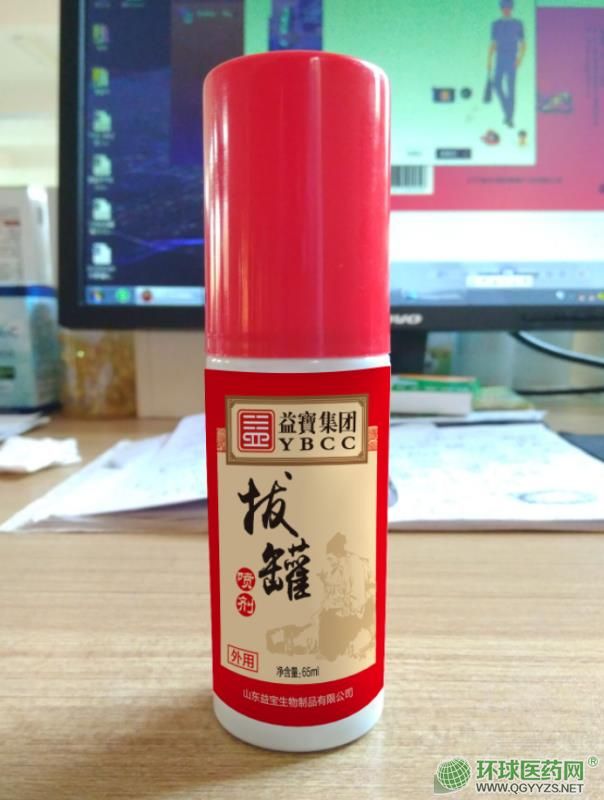 益寶集团
YBCC
拔罐
喷剂
外用
净含量:65ml
山东益宝生物制品有限公司
环球医药网®
WWW.QGYYZS.NET